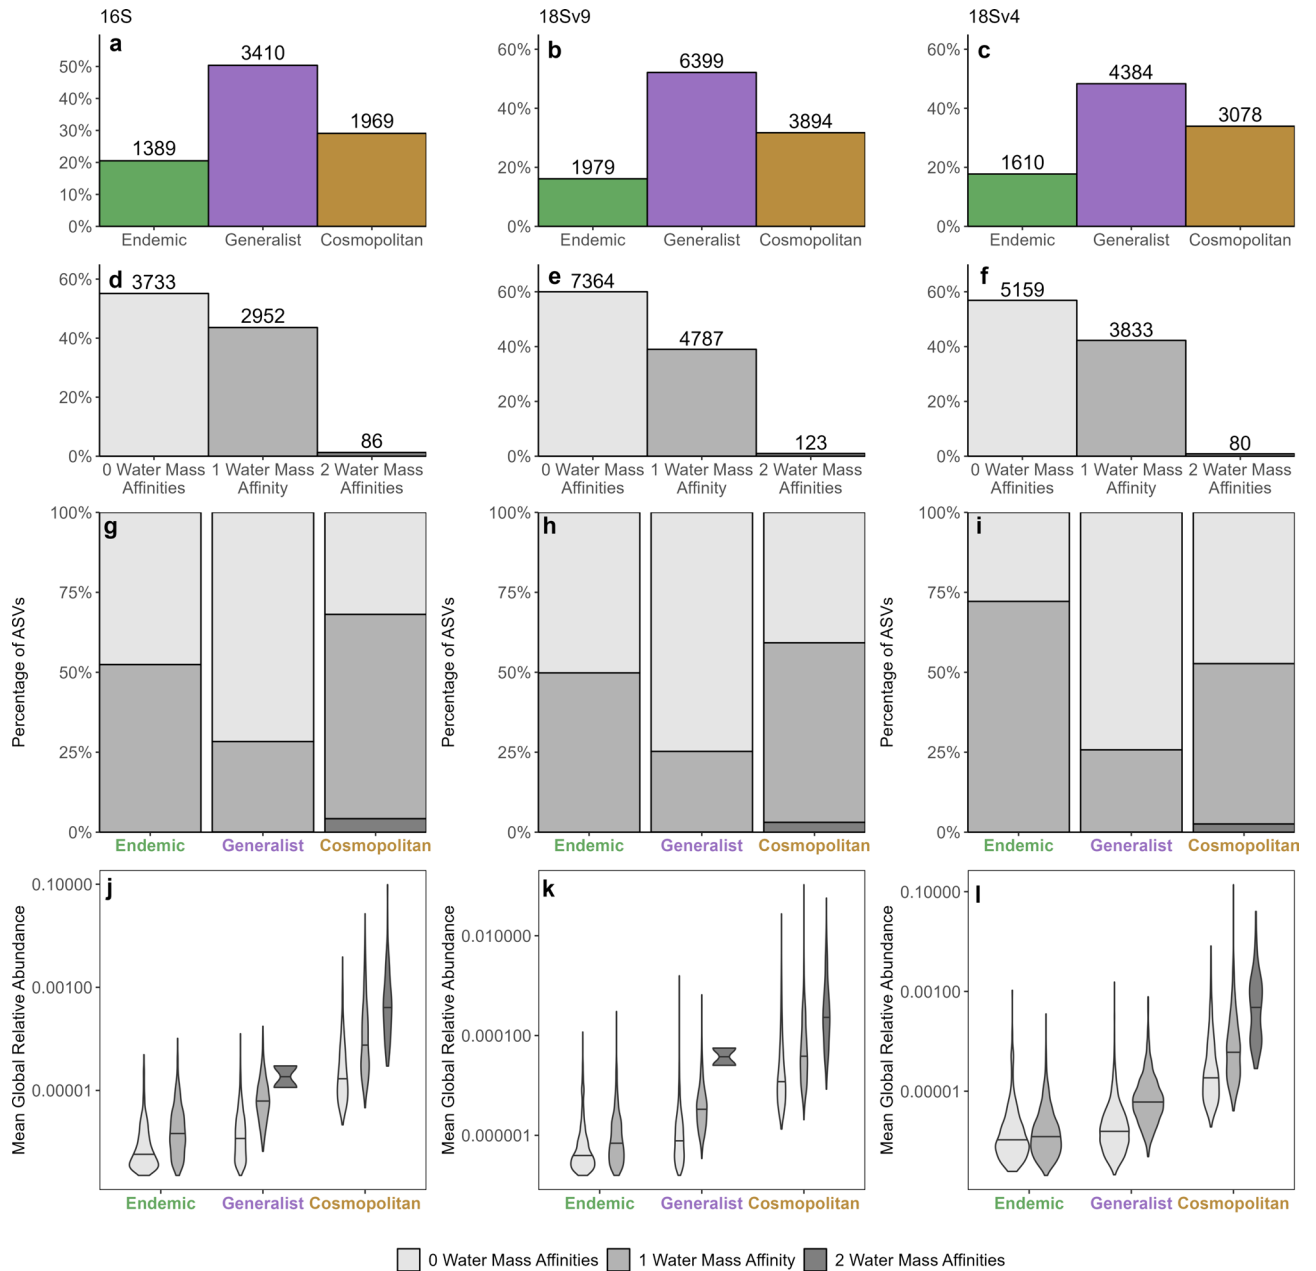 16S
18Sv9
18Sv4
a
50%
40%
30%
20%
10%
0%
3410
1389
1969
Endemic
Generalist
Cosmopolitan
b
60%
40%
20%
0%
6399
1979
3894
Endemic
Generalist
Cosmopolitan
c
60%
40%
20%
0%
4384
1610
3078
Endemic
Generalist
Cosmopolitan
d
60%
40%
20%
0%
3733
2952
86
0 Water Mass
Affinities
1 Water Mass
Affinity
2 Water Mass
Affinities
e
60%
40%
20%
0%
7364
4787
123
0 Water Mass
Affinities
1 Water Mass
Affinity
2 Water Mass
Affinities
f
60%
40%
20%
0%
5159
3833
80
0 Water Mass
Affinities
1 Water Mass
Affinity
2 Water Mass
Affinities
g
Percentage of ASVs
100%
75%
50%
25%
0%
Endemic
Generalist
Cosmopolitan
h
Percentage of ASVs
100%
75%
50%
25%
0%
Endemic
Generalist
Cosmopolitan
i
Percentage of ASVs
100%
75%
50%
25%
0%
Endemic
Generalist
Cosmopolitan
j
Mean Global Relative Abundance
0.10000
0.00100
0.00001
Endemic
Generalist
Cosmopolitan
k
Mean Global Relative Abundance
0.010000
0.000100
0.000001
Endemic
Generalist
Cosmopolitan
l
Mean Global Relative Abundance
0.10000
0.00100
0.00001
Endemic
Generalist
Cosmopolitan
0 Water Mass Affinities
1 Water Mass Affinity
2 Water Mass Affinities